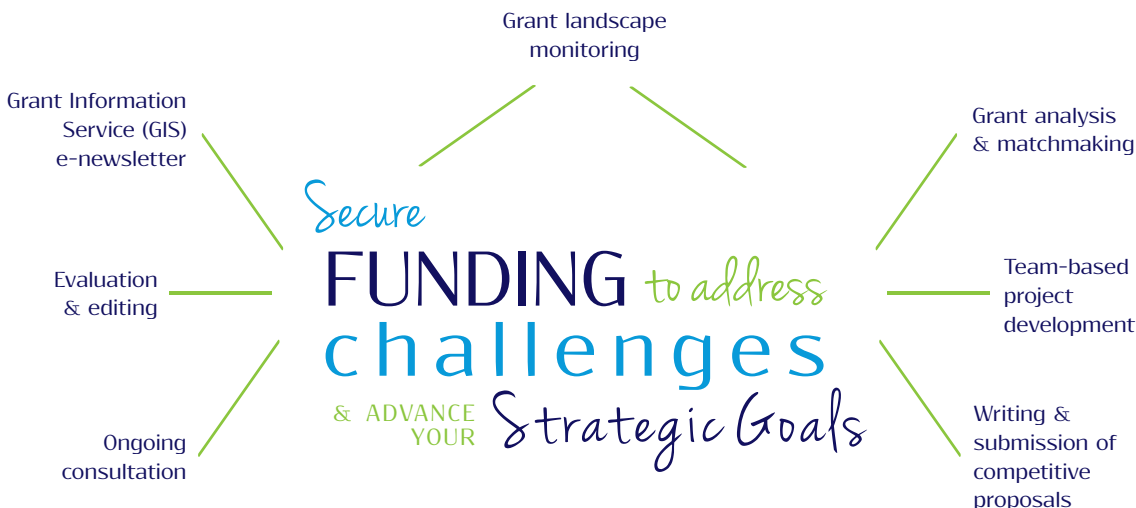 Grant landscape
monitoring
Grant Information
Service (GIS)
e-newsletter
Grant analysis
& matchmaking
Secure
FUNDING to address
challenges
& ADVANCE
YOUR Strategic Goals
Evaluation
& editing
Team-based
project
development
Ongoing
consultation
Writing &
submission of
competitive
proposals